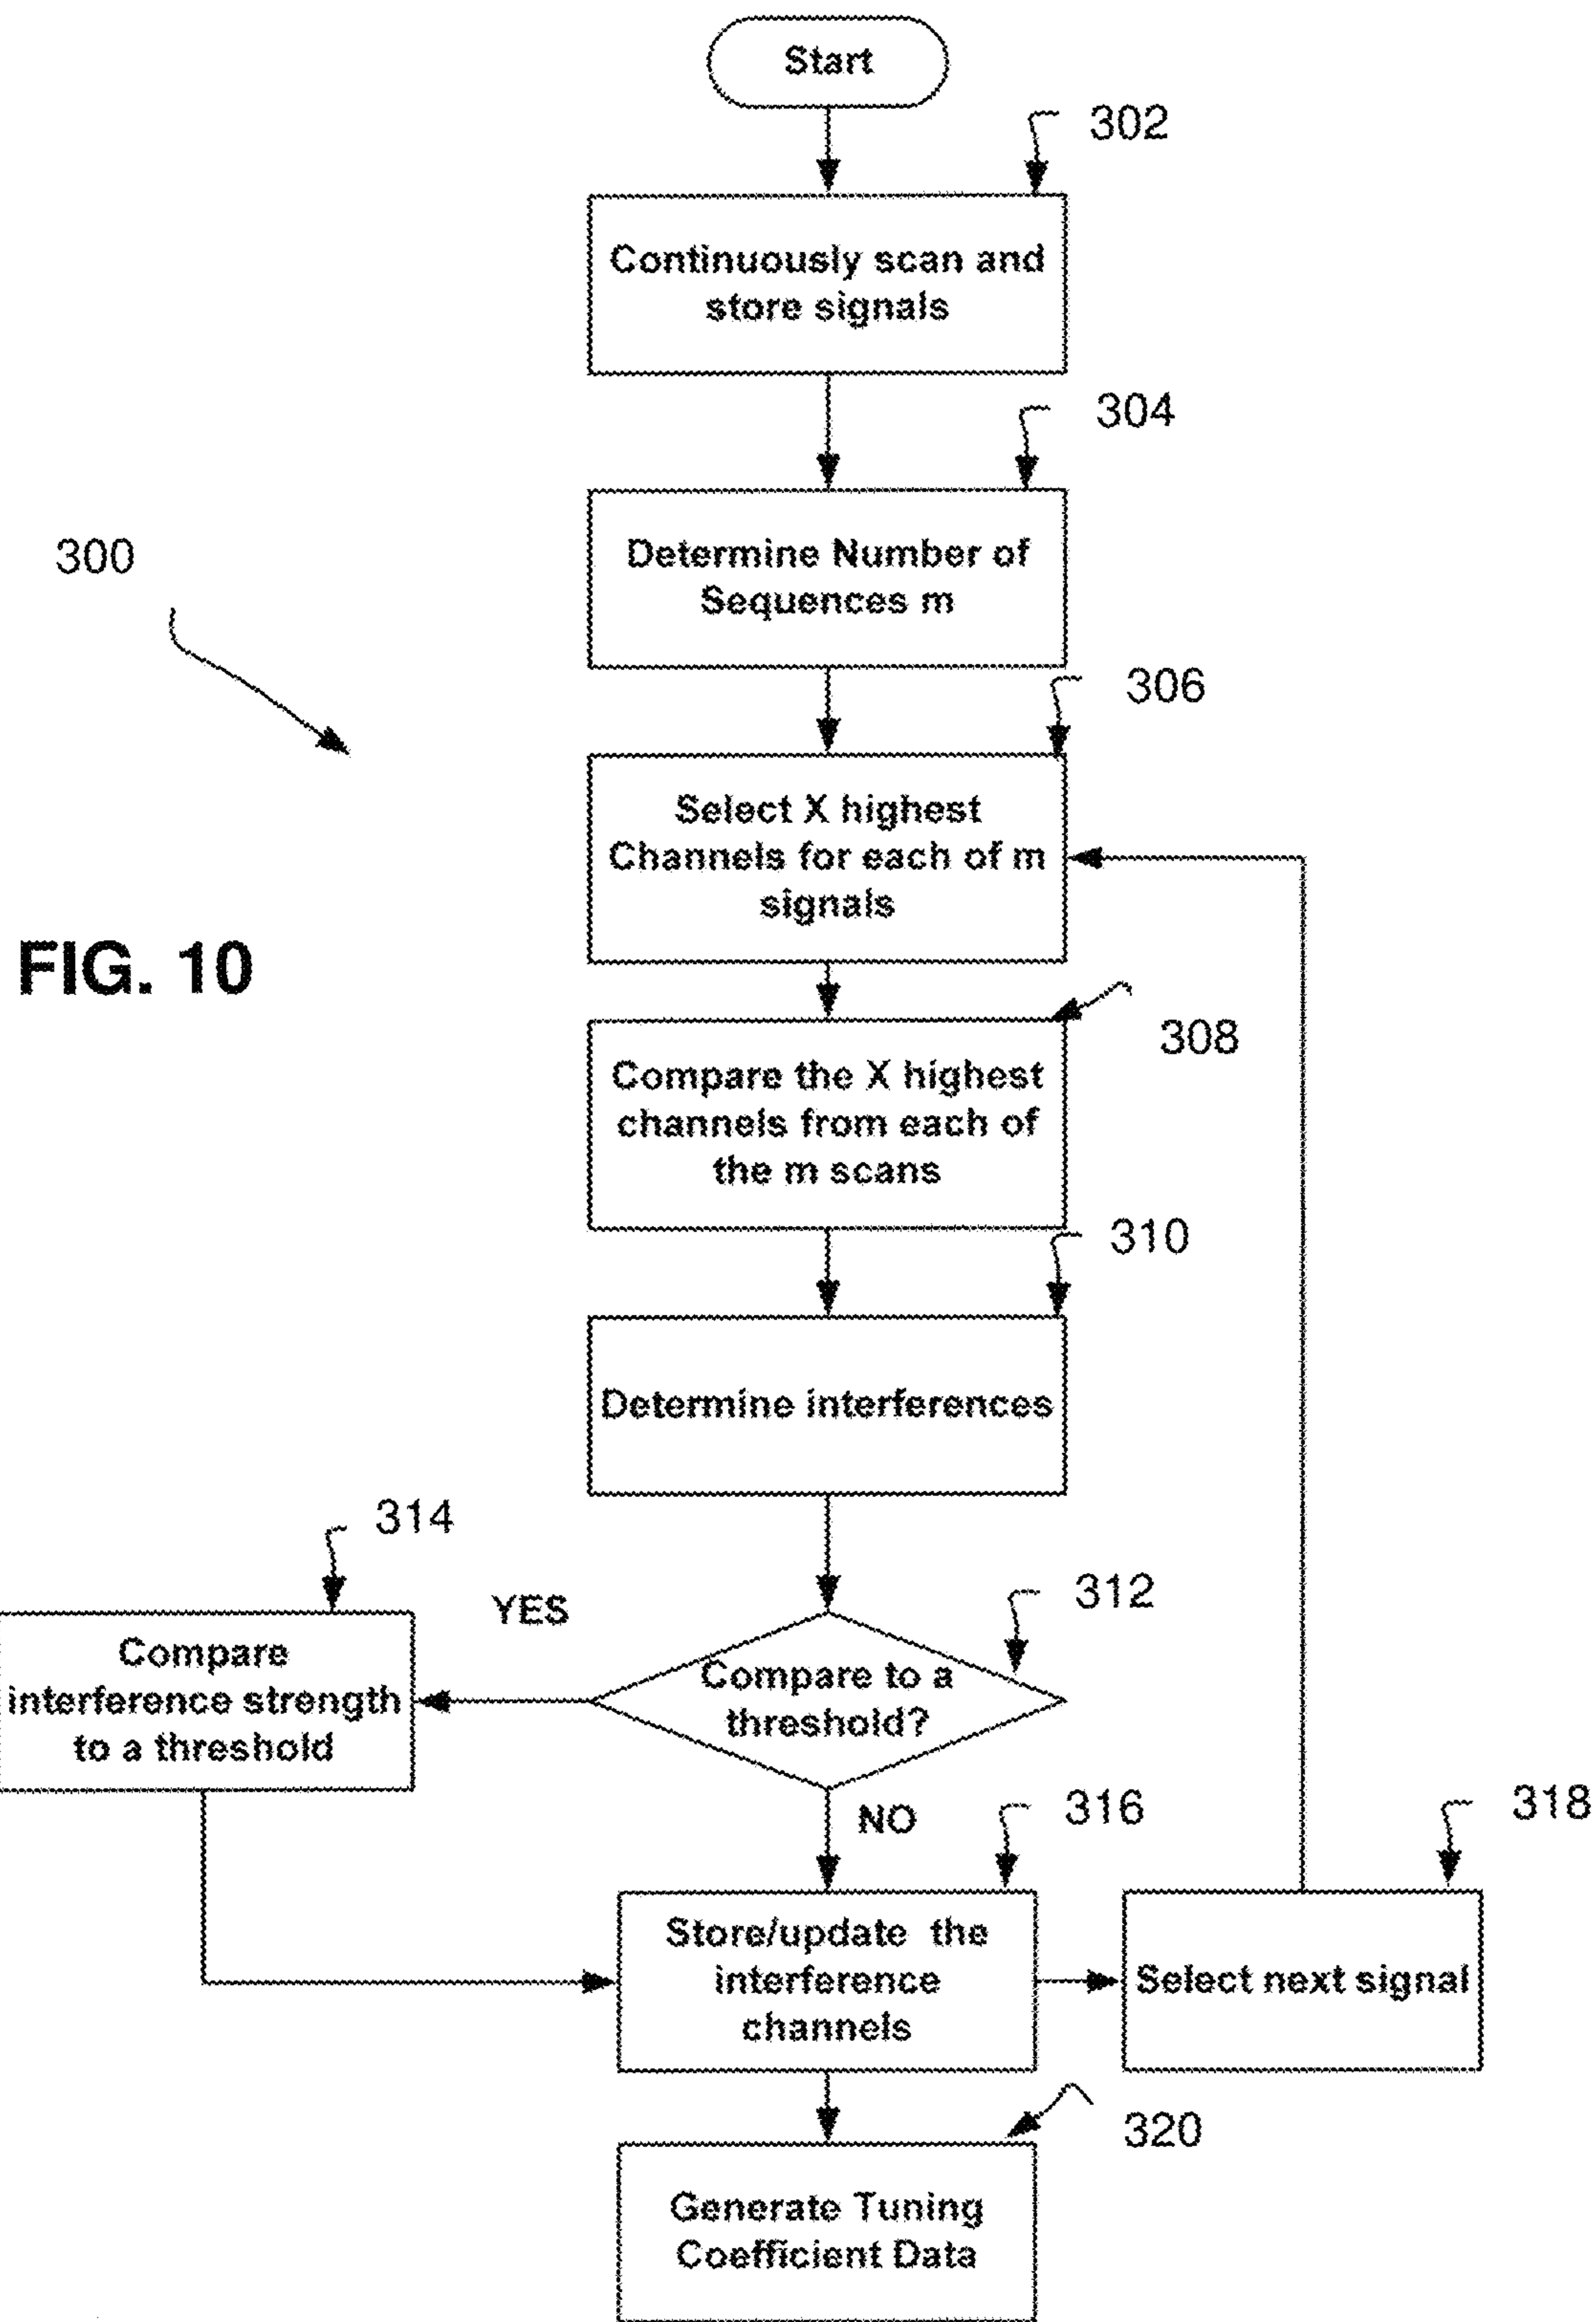 Start
302
Continuously scan and
store signals
304
Determine Number of
Sequences m
300
306
Select X highest
Channels for each of m
signals
FIG. 10
308
Compare the X highest
channels from each of
the m scans
310
Determine interferences
314
YES
312
Compare
interference strength
to a threshold
Compare to a
threshold?
NO
316
318
Store/update the
interference
channels
Select next signal
320
Generate Tuning
Coefficient Data